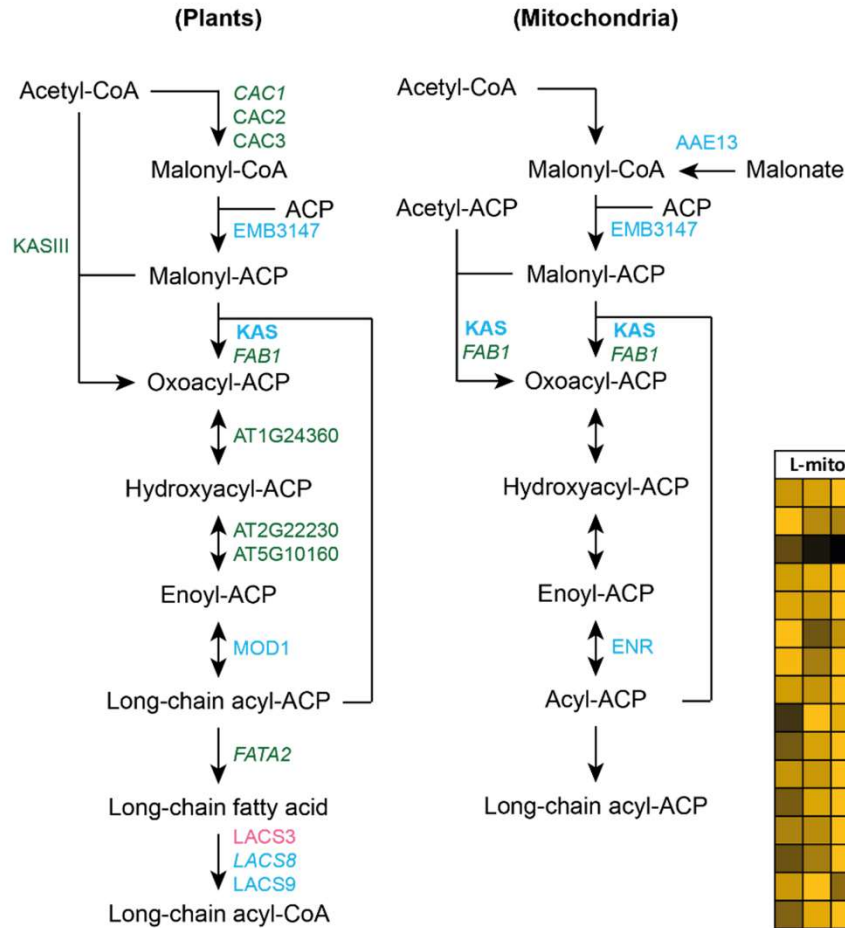 (Plants)
Acetyl-CoA
CAC1
CAC2
CAC3
Malonyl-CoA
ACP
EMB3147
KASIII
Malonyl-ACP
KAS
FAB1
Oxoacyl-ACP
AT1G24360
Hydroxyacyl-ACP
AT2G22230
AT5G10160
Enoyl-ACP
MOD1
Long-chain acyl-ACP
FATA2
Long-chain fatty acid
LACS3
LACS8
LACS9
Long-chain acyl-CoA
(Mitochondria)
Acetyl-CoA
AAE13
Malonyl-CoA
Malonate
Acetyl-ACP
ACP
EMB3147
Malonyl-ACP
KAS
FAB1
KAS
FAB1
Oxoacyl-ACP
Hydroxyacyl-ACP
Enoyl-ACP
ENR
Acyl-ACP
Long-chain acyl-ACP
L-mito